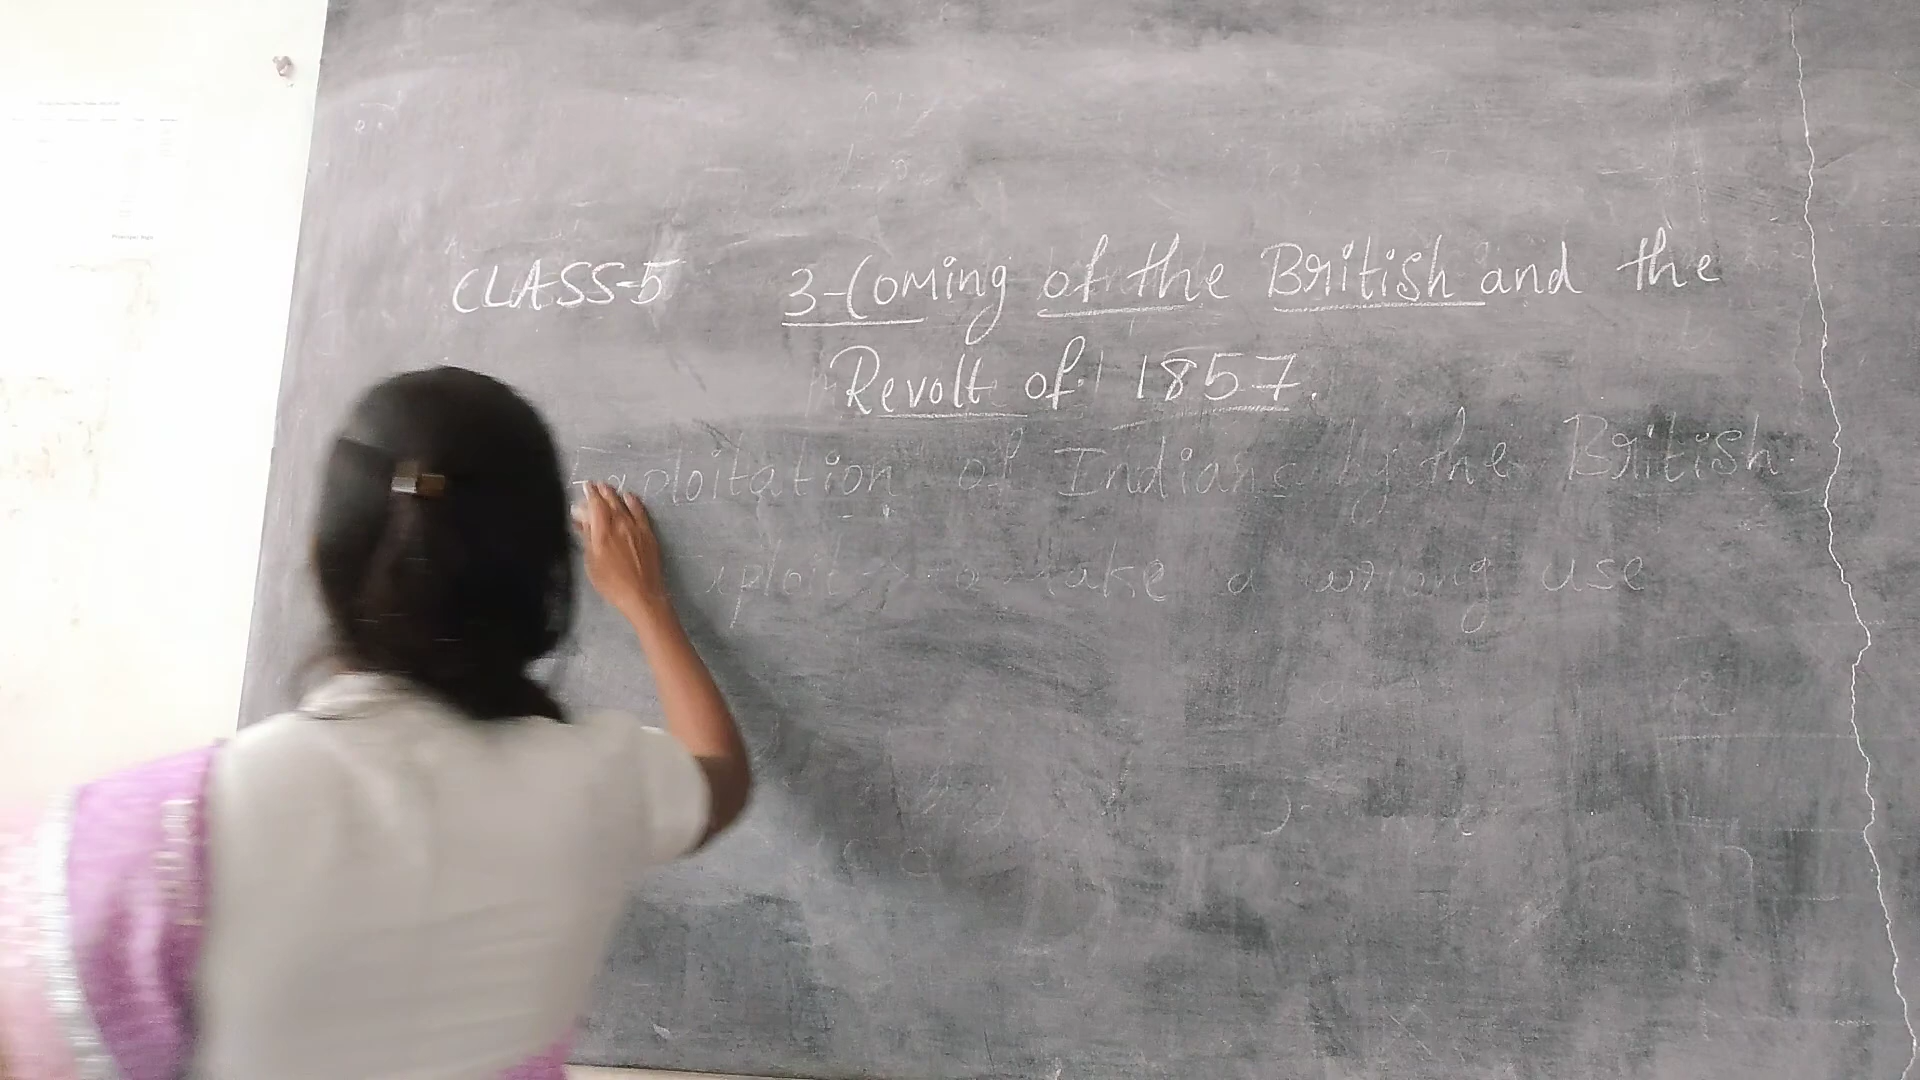 CLASS-5 3-Coming of the British and the
Revolt of 1857.
Exploitation of Indians by the British
make a wrong use